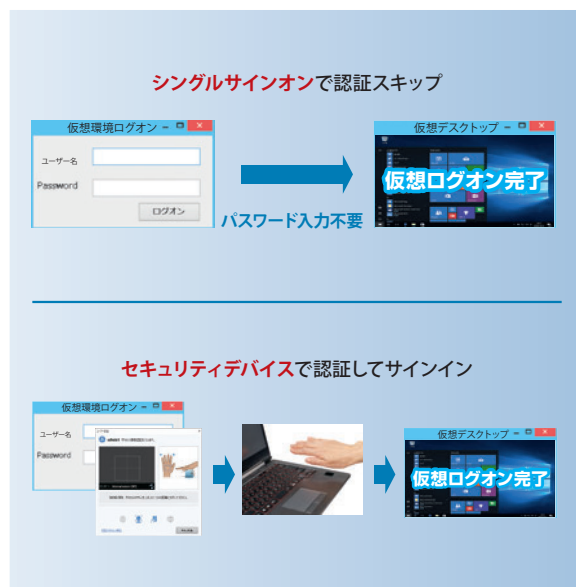 シングルサインオンで認証スキップ
仮想環境ログオン
ユーザー名
Password
ログオン
パスワード入力不要
仮想デスクトップ
仮想ログオン完了
セキュリティデバイスで認証してサインイン
仮想環境ログオン
ユーザー名
Password
仮想デスクトップ
仮想ログオン完了